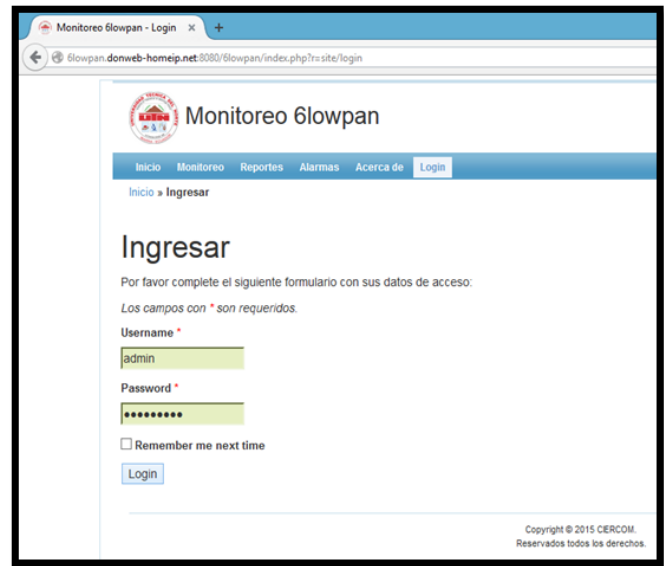 Monitoreo 6lowpan - Login × +
6lowpan.donweb-homeip.net:8080/6lowpan/index.php?r=site/login
Monitoreo 6lowpan
Inicio Monitoreo Reportes Alarmas Acerca de Login
Inicio » Ingresar
Ingresar
Por favor complete el siguiente formulario con sus datos de acceso:
Los campos con * son requeridos.
Username *
admin
Password *
•••••••••
Remember me next time
Login
Copyright © 2015 CIERCOM.
Reservados todos los derechos.